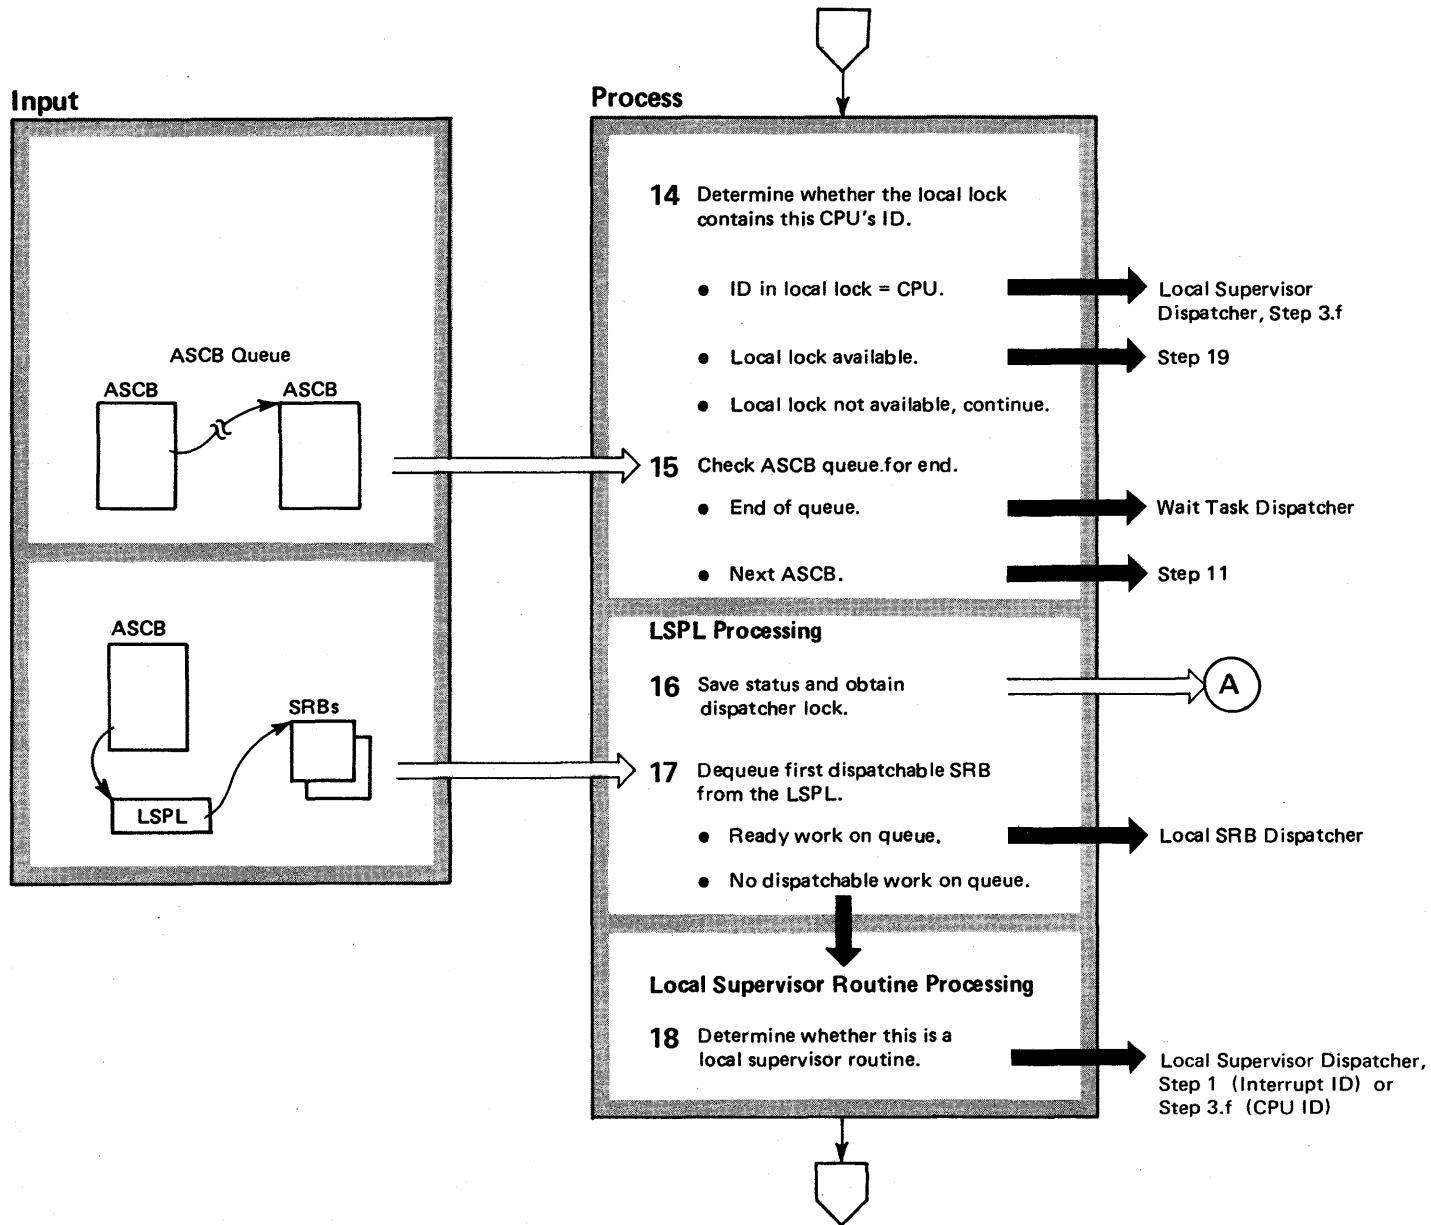 Input
Process
14 Determine whether the local lock
contains this CPU's ID.
• ID in local lock = CPU.
Local Supervisor
Dispatcher, Step 3.f
• Local lock available.
Step 19
• Local lock not available, continue.
ASCB Queue
ASCB
ASCB
15 Check ASCB queue.for end.
• End of queue.
Wait Task Dispatcher
• Next ASCB.
Step 11
LSPL Processing
16 Save status and obtain
dispatcher lock.
A
ASCB
SRBs
LSPL
17 Dequeue first dispatchable SRB
from the LSPL.
• Ready work on queue.
Local SRB Dispatcher
• No dispatchable work on queue.
Local Supervisor Routine Processing
18 Determine whether this is a
local supervisor routine.
Local Supervisor Dispatcher,
Step 1 (Interrupt ID) or
Step 3.f (CPU ID)